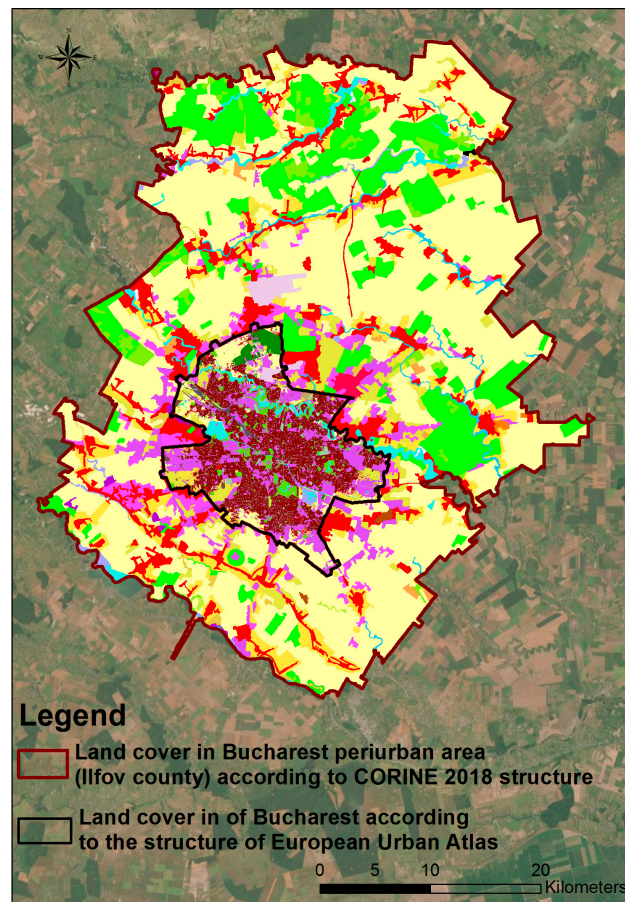 N
W
E
S
Legend
Land cover in Bucharest periurban area
(Ilfov county) according to CORINE 2018 structure
Land cover in of Bucharest according
to the structure of European Urban Atlas
0 5 10 20
Kilometers